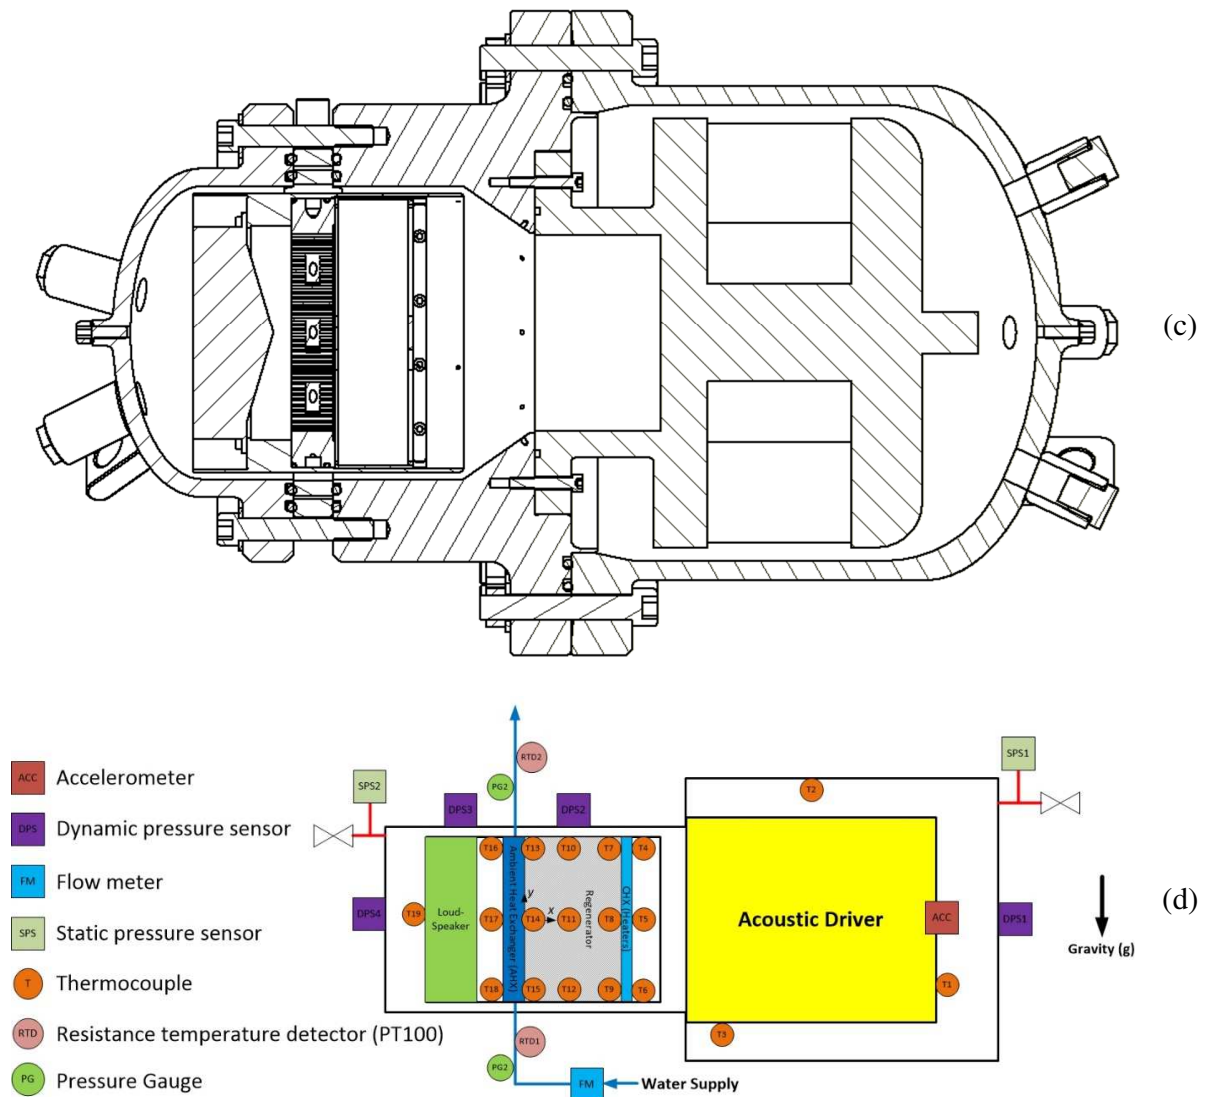 (c)
ACC Accelerometer
DPS Dynamic pressure sensor
FM Flow meter
SPS Static pressure sensor
T Thermocouple
RTD Resistance temperature detector (PT100)
PG Pressure Gauge
SPS2
DPS3
PG2
RTD2
DPS2
T2
SPS1
T16
T13
T10
T7
T4
DPS4
T19
Loud-
Speaker
T17
Ambient Heat Exchanger (AHX)
y
x
T14
T11
Regenerator
T8
CHX (Heaters)
T5
Acoustic Driver
ACC
DPS1
Gravity (g)
(d)
T18
T15
T12
T9
T6
T1
T3
RTD1
PG2
FM
Water Supply